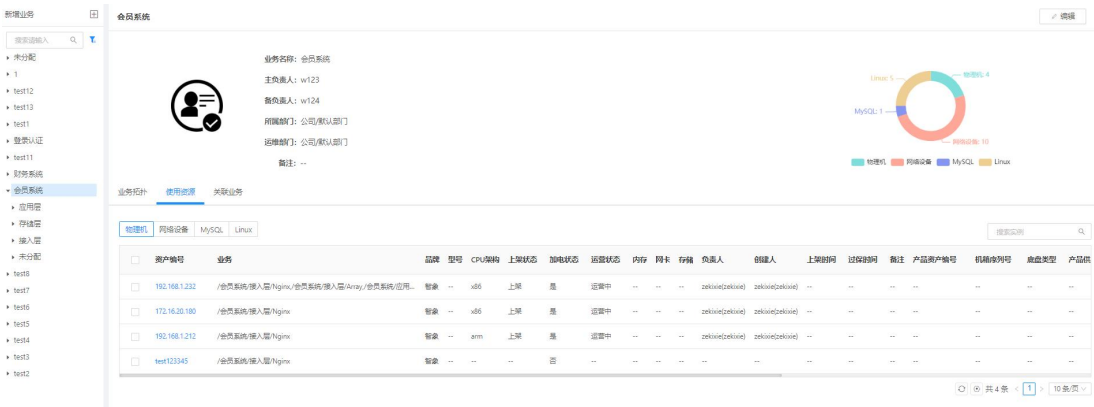 新增业务
搜索请输入
未分配
1
test12
test13
test1
登录认证
test11
财务系统
会员系统
应用层
存储层
接入层
未分配
test8
test7
test6
test5
test4
test3
test2
会员系统
编辑
业务名称: 会员系统
主负责人: w123
备负责人: w124
所属部门: 公司/默认部门
运维部门: 公司/默认部门
备注: --
Linux: 5
物理机: 4
MySQL: 1
网络设备: 10
物理机 网络设备 MySQL Linux
业务拓扑 使用资源 关联业务
物理机 网络设备 MySQL Linux
搜索实例
资产编号 业务 品牌 型号 CPU架构 上架状态 加电状态 运营状态 内存 网卡 存储 负责人 创建人 上架时间 过保时间 备注 产品资产编号 机箱序列号 底盘类型 产品供
192.168.1.232 /会员系统/接入层/Nginx,/会员系统/接入层/Array,/会员系统/应用... 智象 -- x86 上架 是 运营中 -- -- -- zekixie(zekixie) zekixie(zekixie) -- -- -- -- -- -- --
172.16.20.180 /会员系统/接入层/Nginx 智象 -- x86 上架 是 运营中 -- -- -- zekixie(zekixie) zekixie(zekixie) -- -- -- -- -- -- --
192.168.1.212 /会员系统/接入层/Nginx 智象 -- arm 上架 是 运营中 -- -- -- zekixie(zekixie) zekixie(zekixie) -- -- -- -- -- -- --
test123345 /会员系统/接入层/Nginx 智象 -- -- -- 否 -- -- -- -- -- -- -- -- -- -- -- -- --
共 4 条 < 1 > 10 条/页